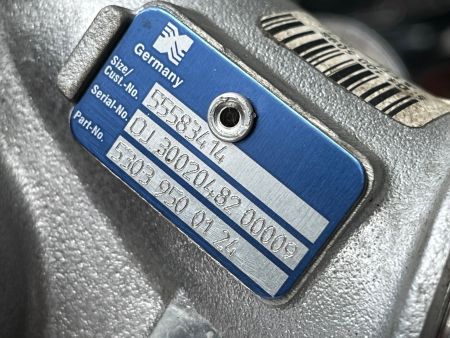 Germany
Size/
Cust.-No. 55583414
Serial-No. 01 30020482 00009
Part-No. 5303 950 01 24